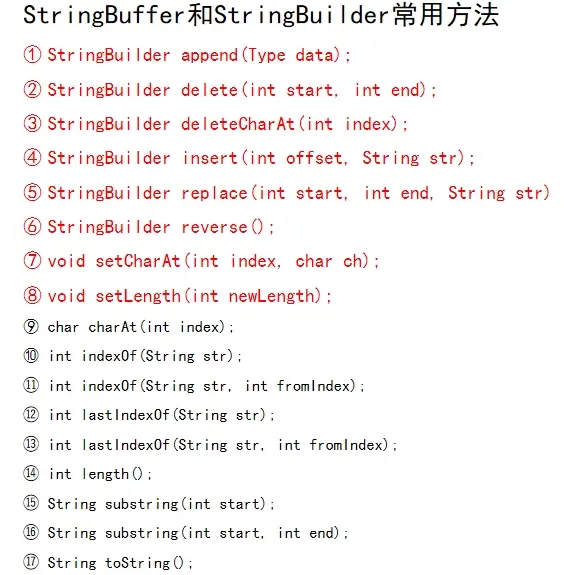 StringBuffer和StringBuilder常用方法
① StringBuilder append(Type data);
② StringBuilder delete(int start, int end);
③ StringBuilder deleteCharAt(int index);
④ StringBuilder insert(int offset, String str);
⑤ StringBuilder replace(int start, int end, String str)
⑥ StringBuilder reverse();
⑦ void setCharAt(int index, char ch);
⑧ void setLength(int newLength);
⑨ char charAt(int index);
⑩ int indexOf(String str);
⑪ int indexOf(String str, int fromIndex);
⑫ int lastIndexOf(String str);
⑬ int lastIndexOf(String str, int fromIndex);
⑭ int length();
⑮ String substring(int start);
⑯ String substring(int start, int end);
⑰ String toString();